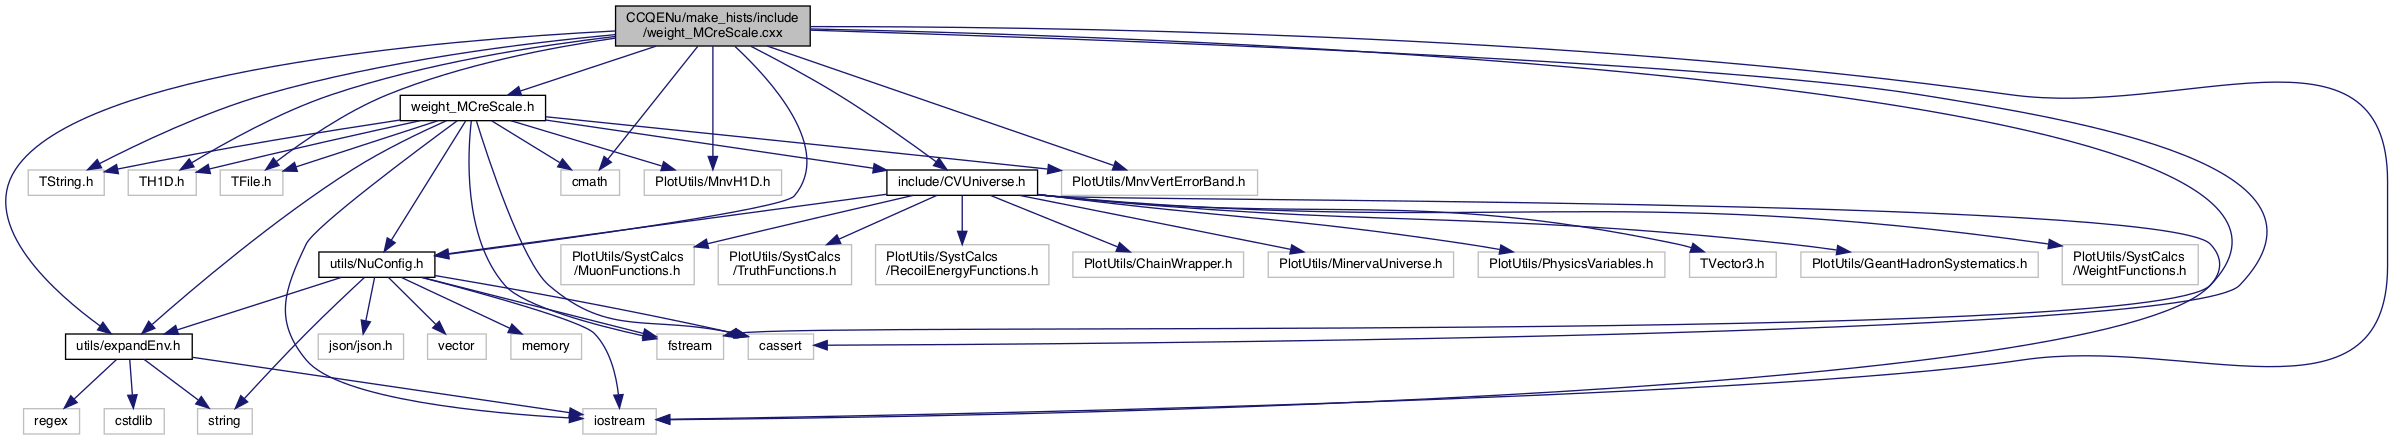 CCQENu/make_hists/include
/weight_MCreScale.cxx
weight_MCreScale.h
TString.h
TH1D.h
TFile.h
cmath
PlotUtils/MnvH1D.h
include/CVUniverse.h
PlotUtils/MnvVertErrorBand.h
utils/NuConfig.h
PlotUtils/SystCalcs
/MuonFunctions.h
PlotUtils/SystCalcs
/TruthFunctions.h
PlotUtils/SystCalcs
/RecoilEnergyFunctions.h
PlotUtils/ChainWrapper.h
PlotUtils/MinervaUniverse.h
PlotUtils/PhysicsVariables.h
TVector3.h
PlotUtils/GeantHadronSystematics.h
PlotUtils/SystCalcs
/WeightFunctions.h
utils/expandEnv.h
json/json.h
vector
memory
fstream
cassert
regex
cstdlib
string
iostream